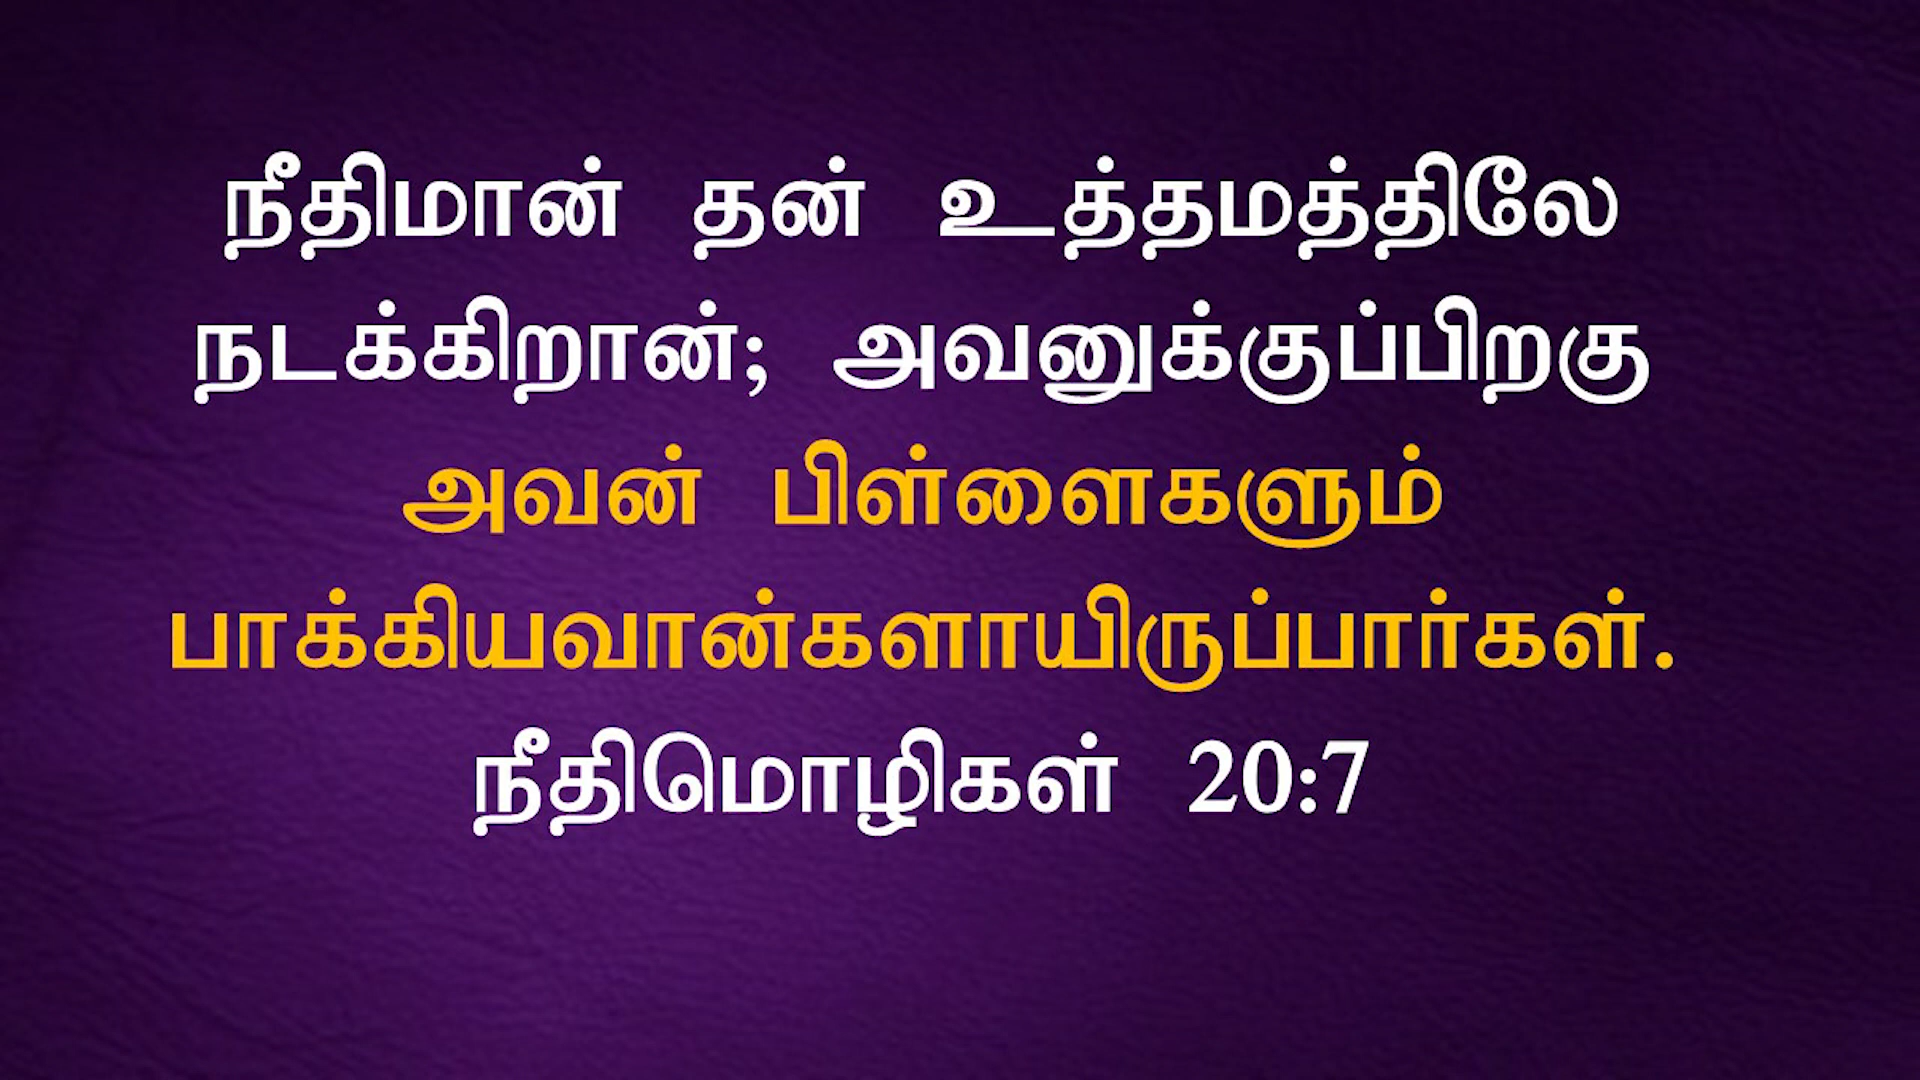 நீதிமான் தன் உத்தமத்திலே
நடக்கிறான்; அவனுக்குப்பிறகு
அவன் பிள்ளைகளும்
பாக்கியவான்களாயிருப்பார்கள்.
நீதிமொழிகள் 20:7